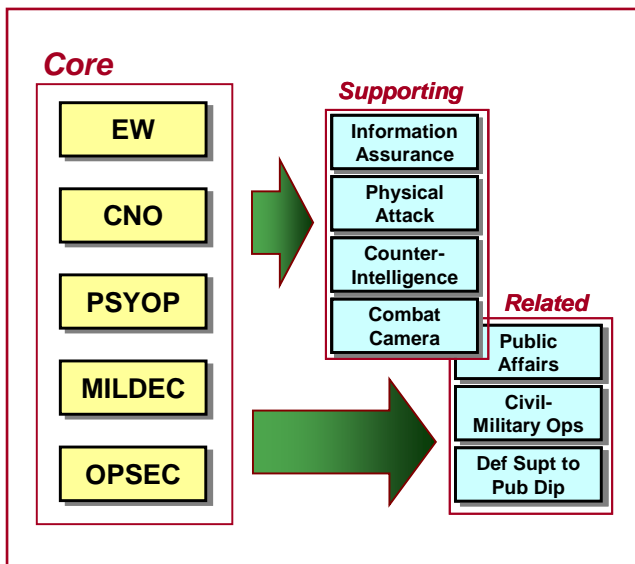 Core
EW
CNO
PSYOP
MILDEC
OPSEC
Supporting
Information
Assurance
Physical
Attack
Counter-
Intelligence
Combat
Camera
Related
Public
Affairs
Civil-
Military Ops
Def Supt to
Pub Dip